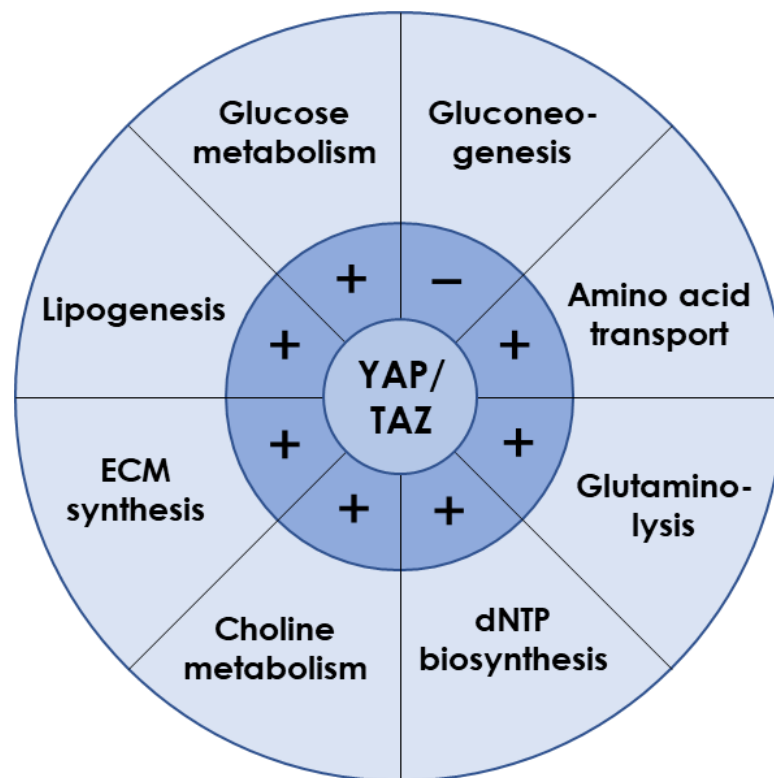 Glucose
metabolism
Gluconeo-
genesis
Amino acid
transport
Glutamino-
lysis
dNTP
biosynthesis
Choline
metabolism
ECM
synthesis
Lipogenesis
+
−
+
+
+
+
+
+
YAP/
TAZ